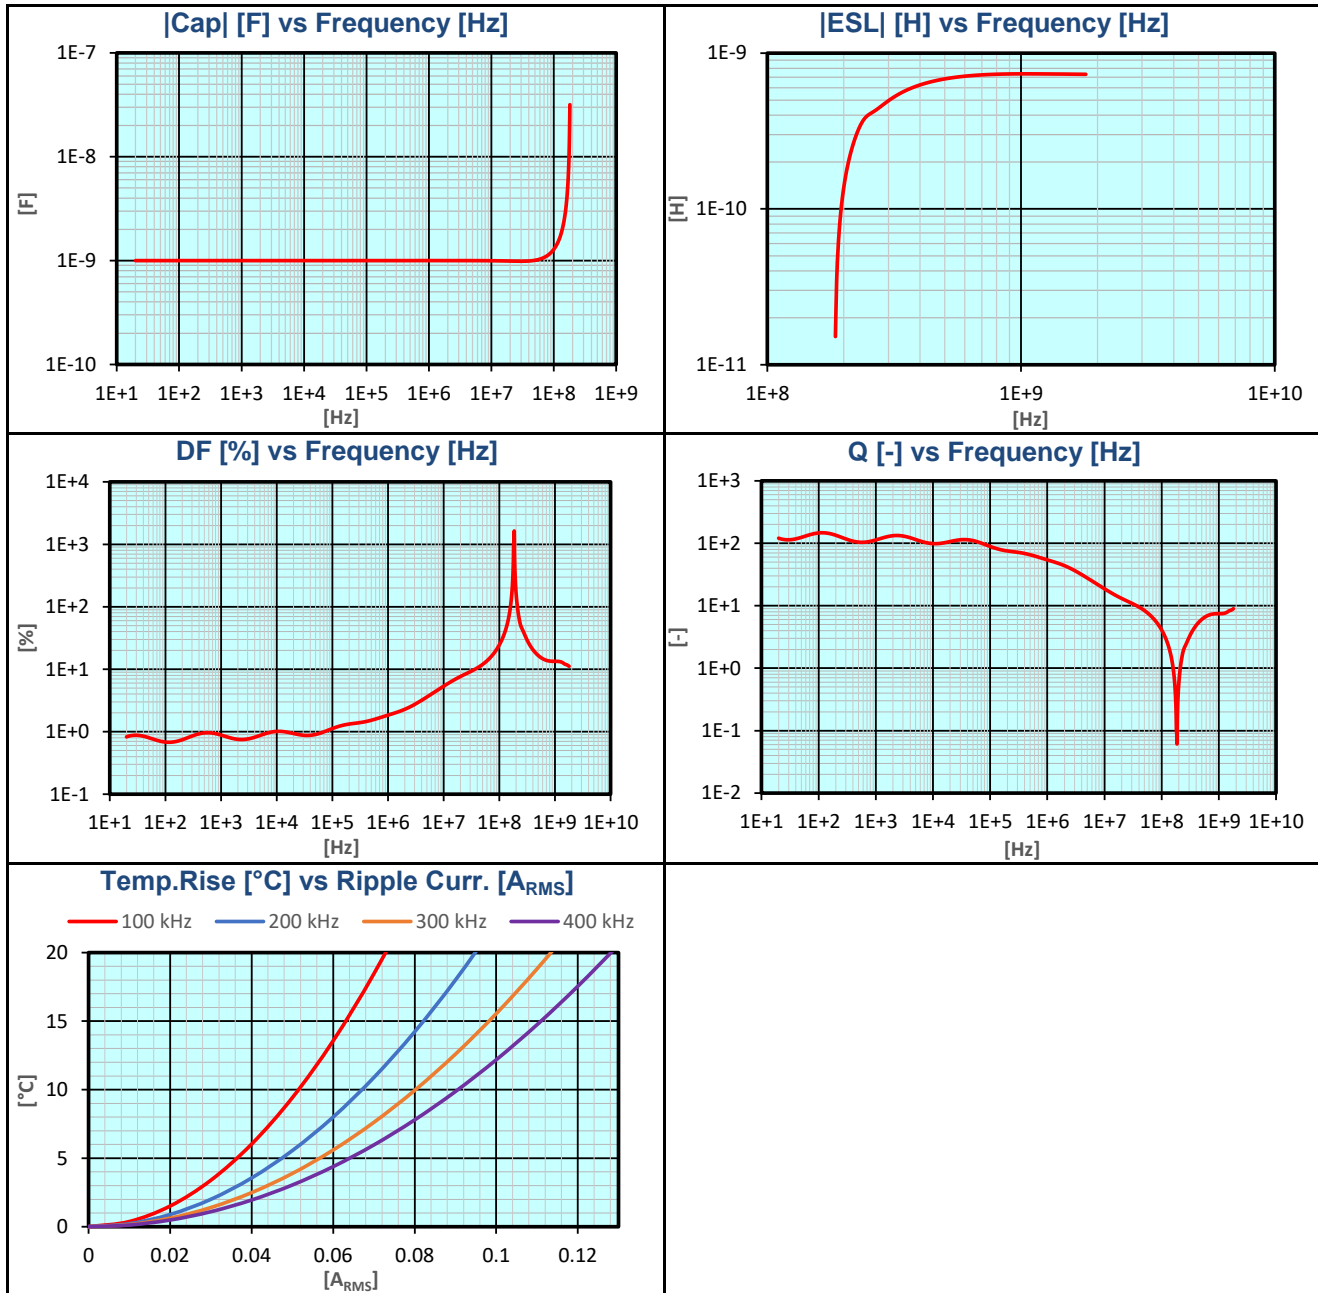 |Cap| [F] vs Frequency [Hz]
1E-7
1E-8
1E-9
1E-10
[F]
1E+1 1E+2 1E+3 1E+4 1E+5 1E+6 1E+7 1E+8 1E+9
[Hz]
|ESL| [H] vs Frequency [Hz]
1E-9
1E-10
1E-11
[H]
1E+8 1E+9 1E+10
[Hz]
DF [%] vs Frequency [Hz]
1E+4
1E+3
1E+2
1E+1
1E+0
1E-1
[%]
1E+1 1E+2 1E+3 1E+4 1E+5 1E+6 1E+7 1E+8 1E+9 1E+10
[Hz]
Q [-] vs Frequency [Hz]
1E+3
1E+2
1E+1
1E+0
1E-1
1E-2
[-]
1E+1 1E+2 1E+3 1E+4 1E+5 1E+6 1E+7 1E+8 1E+9 1E+10
[Hz]
Temp.Rise [°C] vs Ripple Curr. [ARMS]
100 kHz 200 kHz 300 kHz 400 kHz
20
15
10
5
0
[°C]
0 0.02 0.04 0.06 0.08 0.1 0.12
[ARMS]